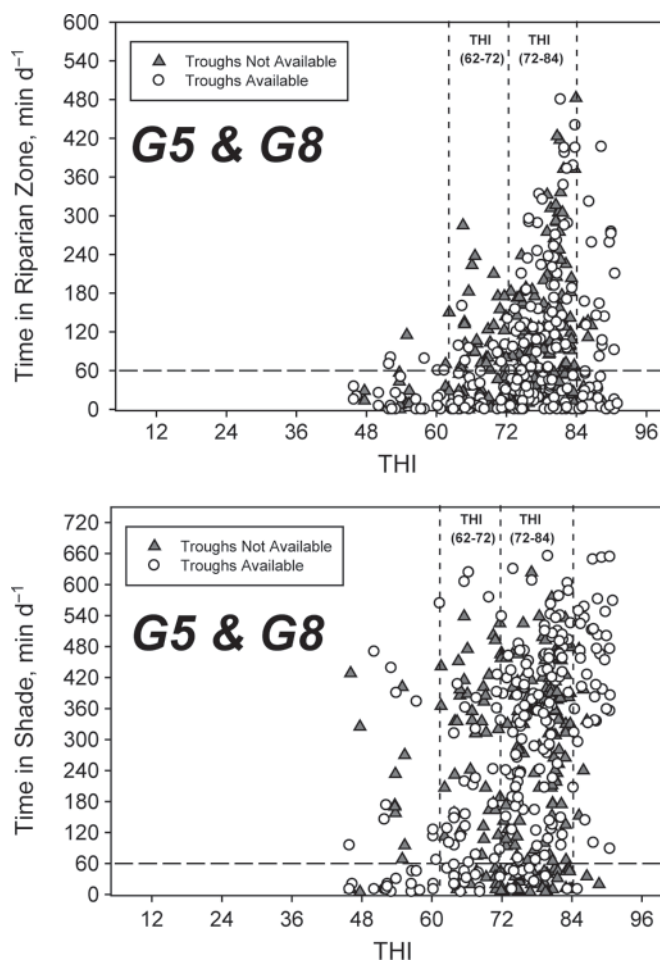 600
540
480
420
360
300
240
180
120
60
0
Time in Riparian Zone, min d⁻¹
Troughs Not Available
Troughs Available
THI THI
(62-72) (72-84)
G5 & G8
12 24 36 48 60 72 84 96
THI
720
660
600
540
480
420
360
300
240
180
120
60
0
Time in Shade, min d⁻¹
Troughs Not Available
Troughs Available
THI THI
(62-72) (72-84)
G5 & G8
12 24 36 48 60 72 84 96
THI